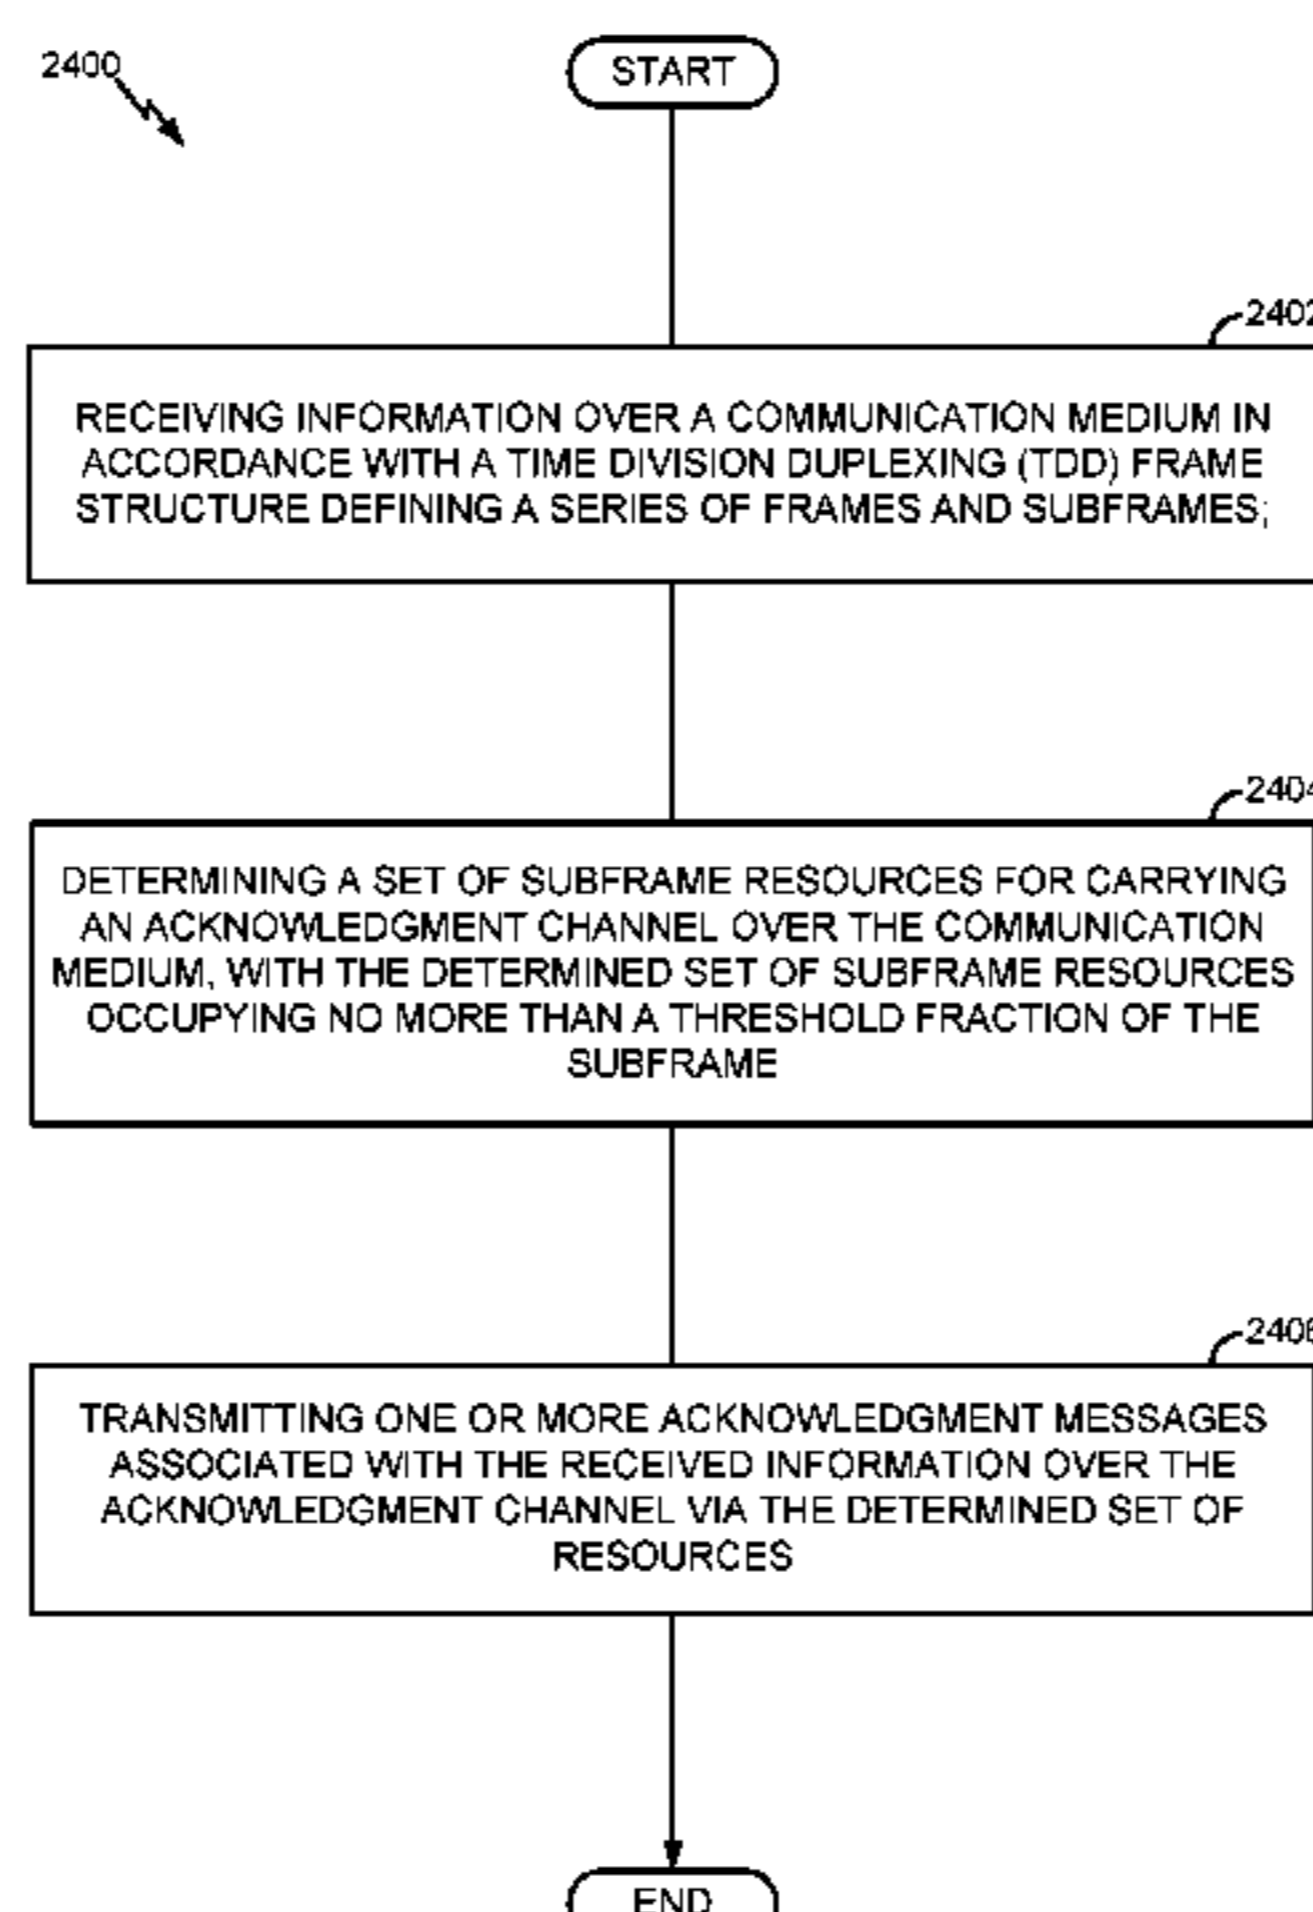 2400
START
2402
RECEIVING INFORMATION OVER A COMMUNICATION MEDIUM IN
ACCORDANCE WITH A TIME DIVISION DUPLEXING (TDD) FRAME
STRUCTURE DEFINING A SERIES OF FRAMES AND SUBFRAMES;
2404
DETERMINING A SET OF SUBFRAME RESOURCES FOR CARRYING
AN ACKNOWLEDGMENT CHANNEL OVER THE COMMUNICATION
MEDIUM, WITH THE DETERMINED SET OF SUBFRAME RESOURCES
OCCUPYING NO MORE THAN A THRESHOLD FRACTION OF THE
SUBFRAME
2406
TRANSMITTING ONE OR MORE ACKNOWLEDGMENT MESSAGES
ASSOCIATED WITH THE RECEIVED INFORMATION OVER THE
ACKNOWLEDGMENT CHANNEL VIA THE DETERMINED SET OF
RESOURCES
END